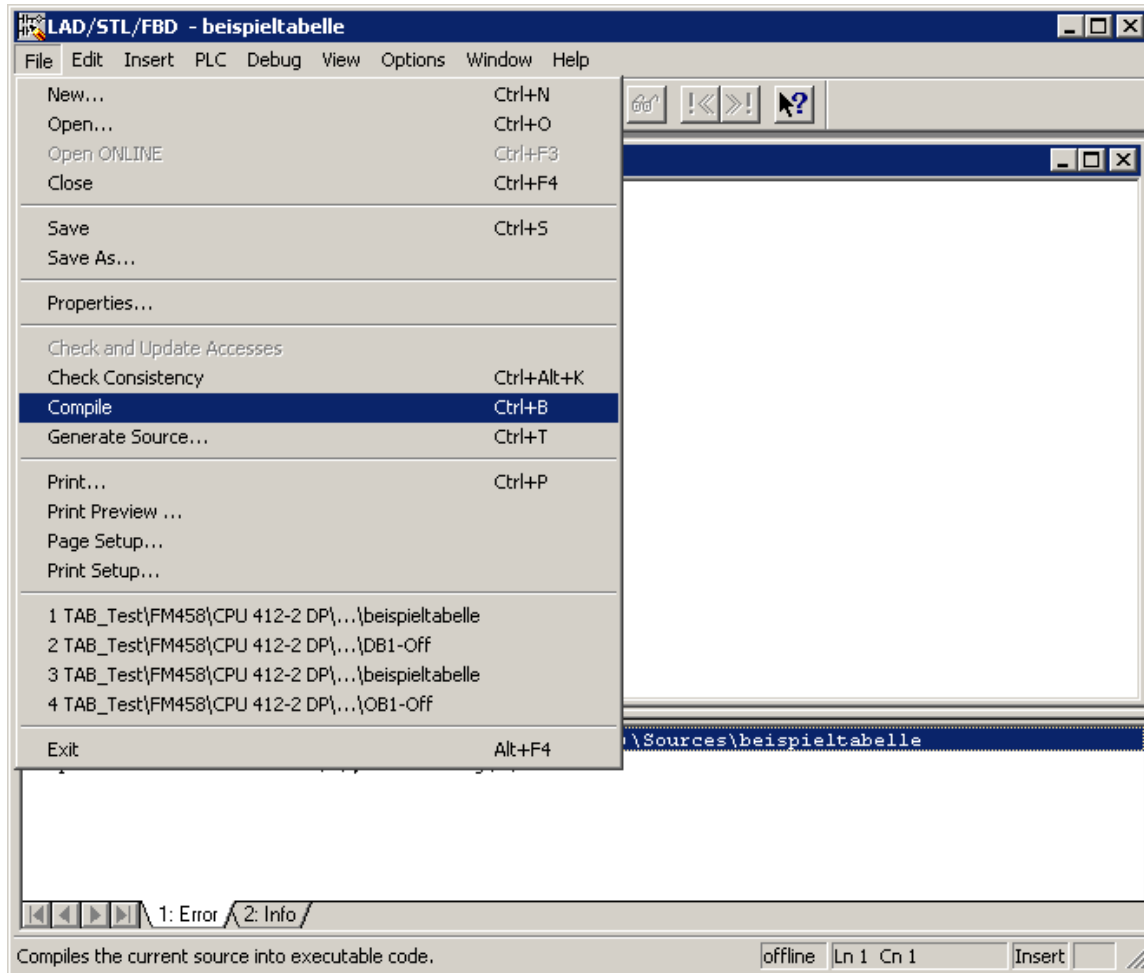 LAD/STL/FBD - beispieltabelle
File Edit Insert PLC Debug View Options Window Help
New... Ctrl+N
Open... Ctrl+O
Open ONLINE Ctrl+F3
Close Ctrl+F4
Save Ctrl+S
Save As...
Properties...
Check and Update Accesses
Check Consistency Ctrl+Alt+K
Compile Ctrl+B
Generate Source... Ctrl+T
Print... Ctrl+P
Print Preview ...
Page Setup...
Print Setup...
1 TAB_Test\FM458\CPU 412-2 DP\...\beispieltabelle
2 TAB_Test\FM458\CPU 412-2 DP\...\DB1-Off
3 TAB_Test\FM458\CPU 412-2 DP\...\beispieltabelle
4 TAB_Test\FM458\CPU 412-2 DP\...\OB1-Off
Exit Alt+F4
\Sources\beispieltabelle
1: Error 2: Info
Compiles the current source into executable code. offline Ln 1 Cn 1 Insert